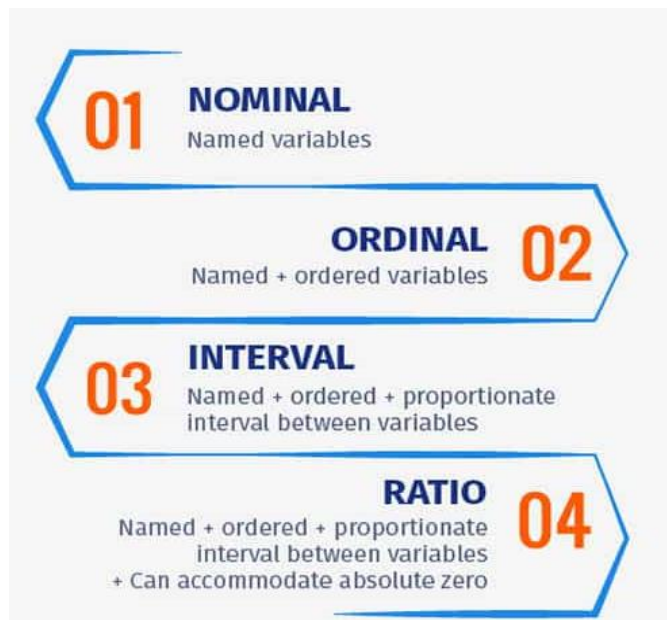 01
NOMINAL
Named variables
ORDINAL
02
Named + ordered variables
03
INTERVAL
Named + ordered + proportionate
interval between variables
RATIO
04
Named + ordered + proportionate
interval between variables
+ Can accommodate absolute zero